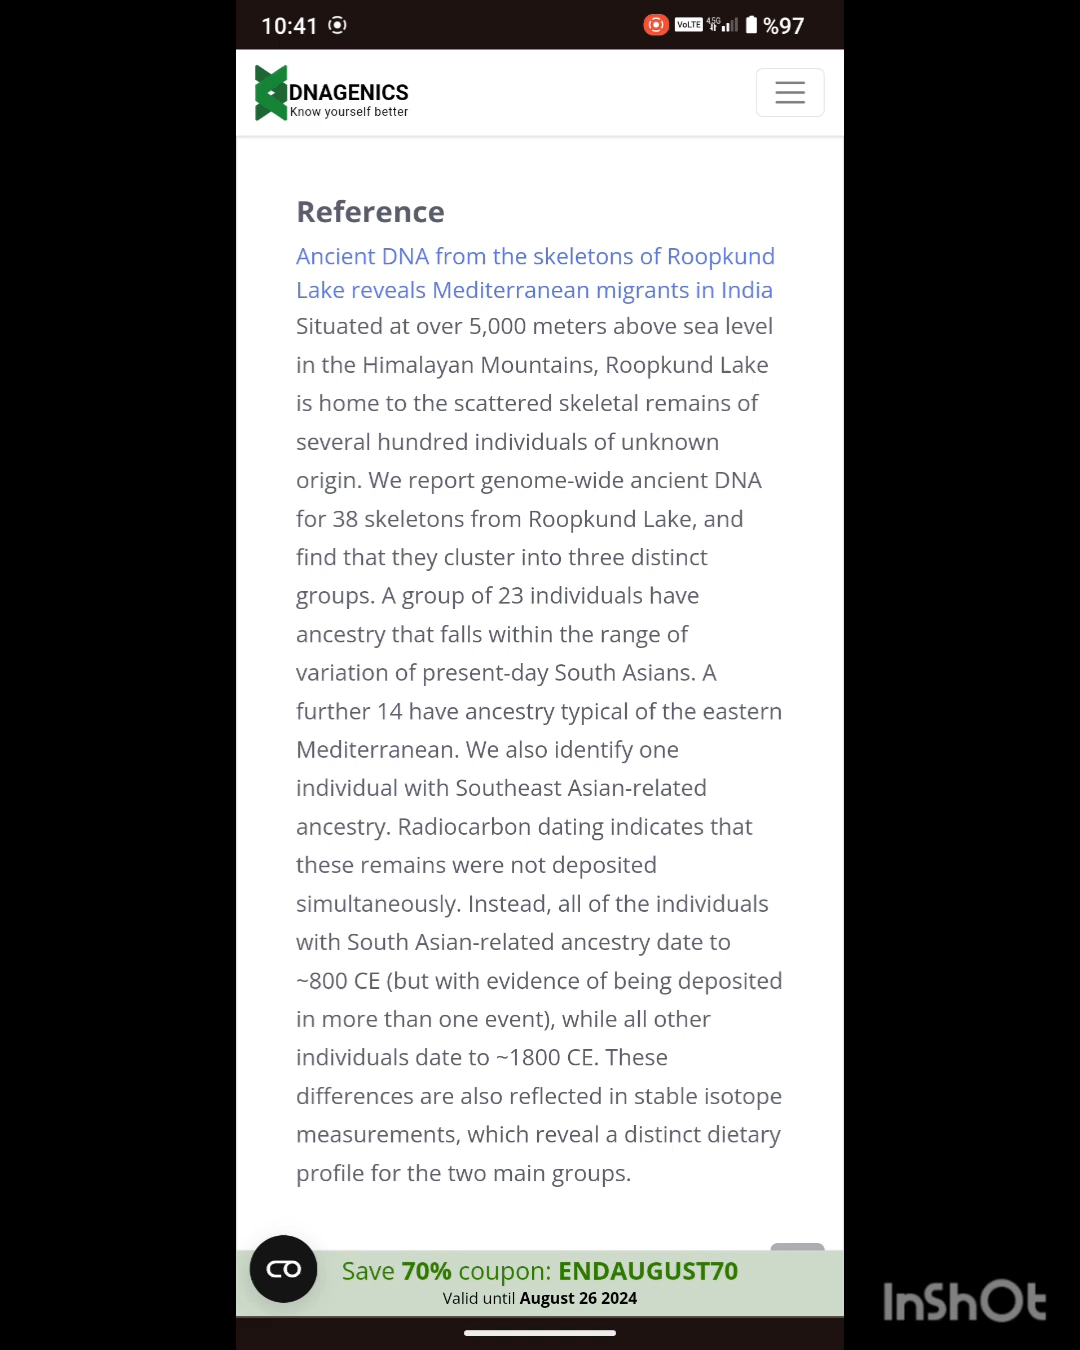 10:41
VoLTE 4.5G %97
DNAGENICS
Know yourself better
Reference
Ancient DNA from the skeletons of Roopkund
Lake reveals Mediterranean migrants in India
Situated at over 5,000 meters above sea level
in the Himalayan Mountains, Roopkund Lake
is home to the scattered skeletal remains of
several hundred individuals of unknown
origin. We report genome-wide ancient DNA
for 38 skeletons from Roopkund Lake, and
find that they cluster into three distinct
groups. A group of 23 individuals have
ancestry that falls within the range of
variation of present-day South Asians. A
further 14 have ancestry typical of the eastern
Mediterranean. We also identify one
individual with Southeast Asian-related
ancestry. Radiocarbon dating indicates that
these remains were not deposited
simultaneously. Instead, all of the individuals
with South Asian-related ancestry date to
~800 CE (but with evidence of being deposited
in more than one event), while all other
individuals date to ~1800 CE. These
differences are also reflected in stable isotope
measurements, which reveal a distinct dietary
profile for the two main groups.
Save 70% coupon: ENDAUGUST70
Valid until August 26 2024
InShOt